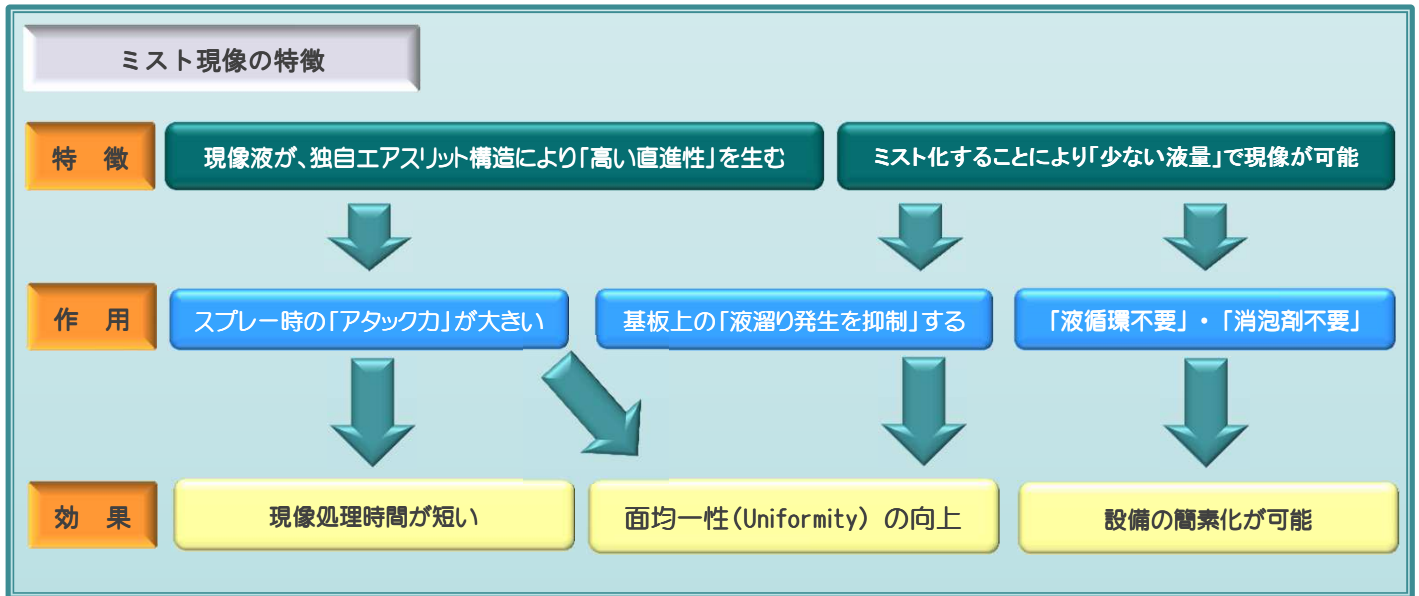 ミスト現像の特徴
特 徴
現像液が、独自エアスリット構造により「高い直進性」を生む
ミスト化することにより「少ない液量」で現像が可能
作 用
スプレー時の「アタック力」が大きい
基板上の「液溜り発生を抑制」する
「液循環不要」・「消泡剤不要」
効 果
現像処理時間が短い
面均一性(Uniformity) の向上
設備の簡素化が可能